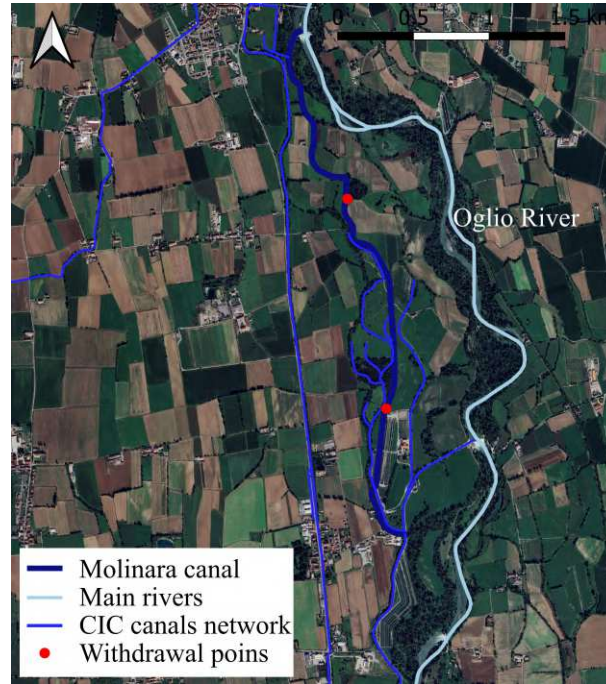 0 0.5 1 1.5 km
Oglio River
Molinara canal
Main rivers
CIC canals network
Withdrawal poins